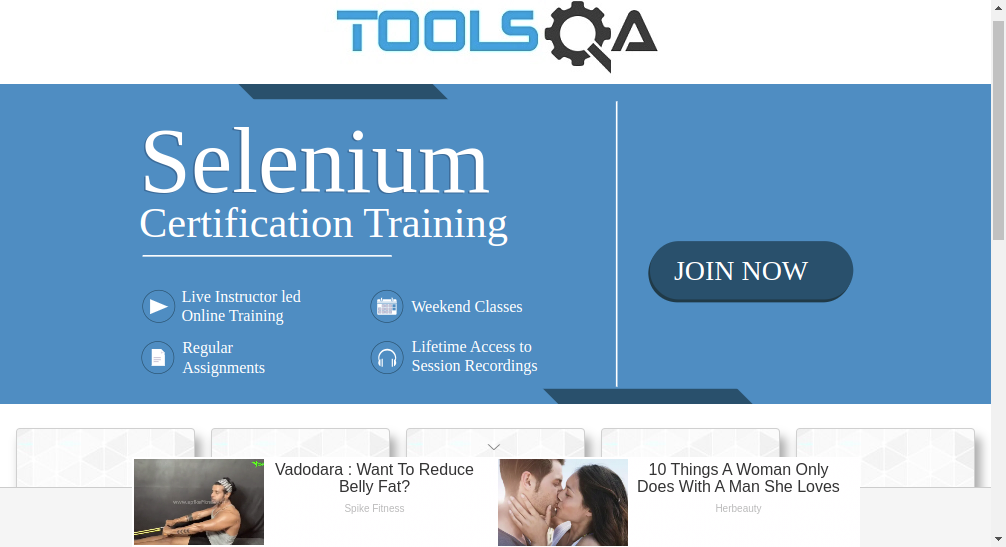 TOOLSQA
Selenium
Certification Training
JOIN NOW
Live Instructor led
Online Training
Weekend Classes
Regular
Assignments
Lifetime Access to
Session Recordings
Vadodara : Want To Reduce
Belly Fat?
Spike Fitness
10 Things A Woman Only
Does With A Man She Loves
Herbeauty